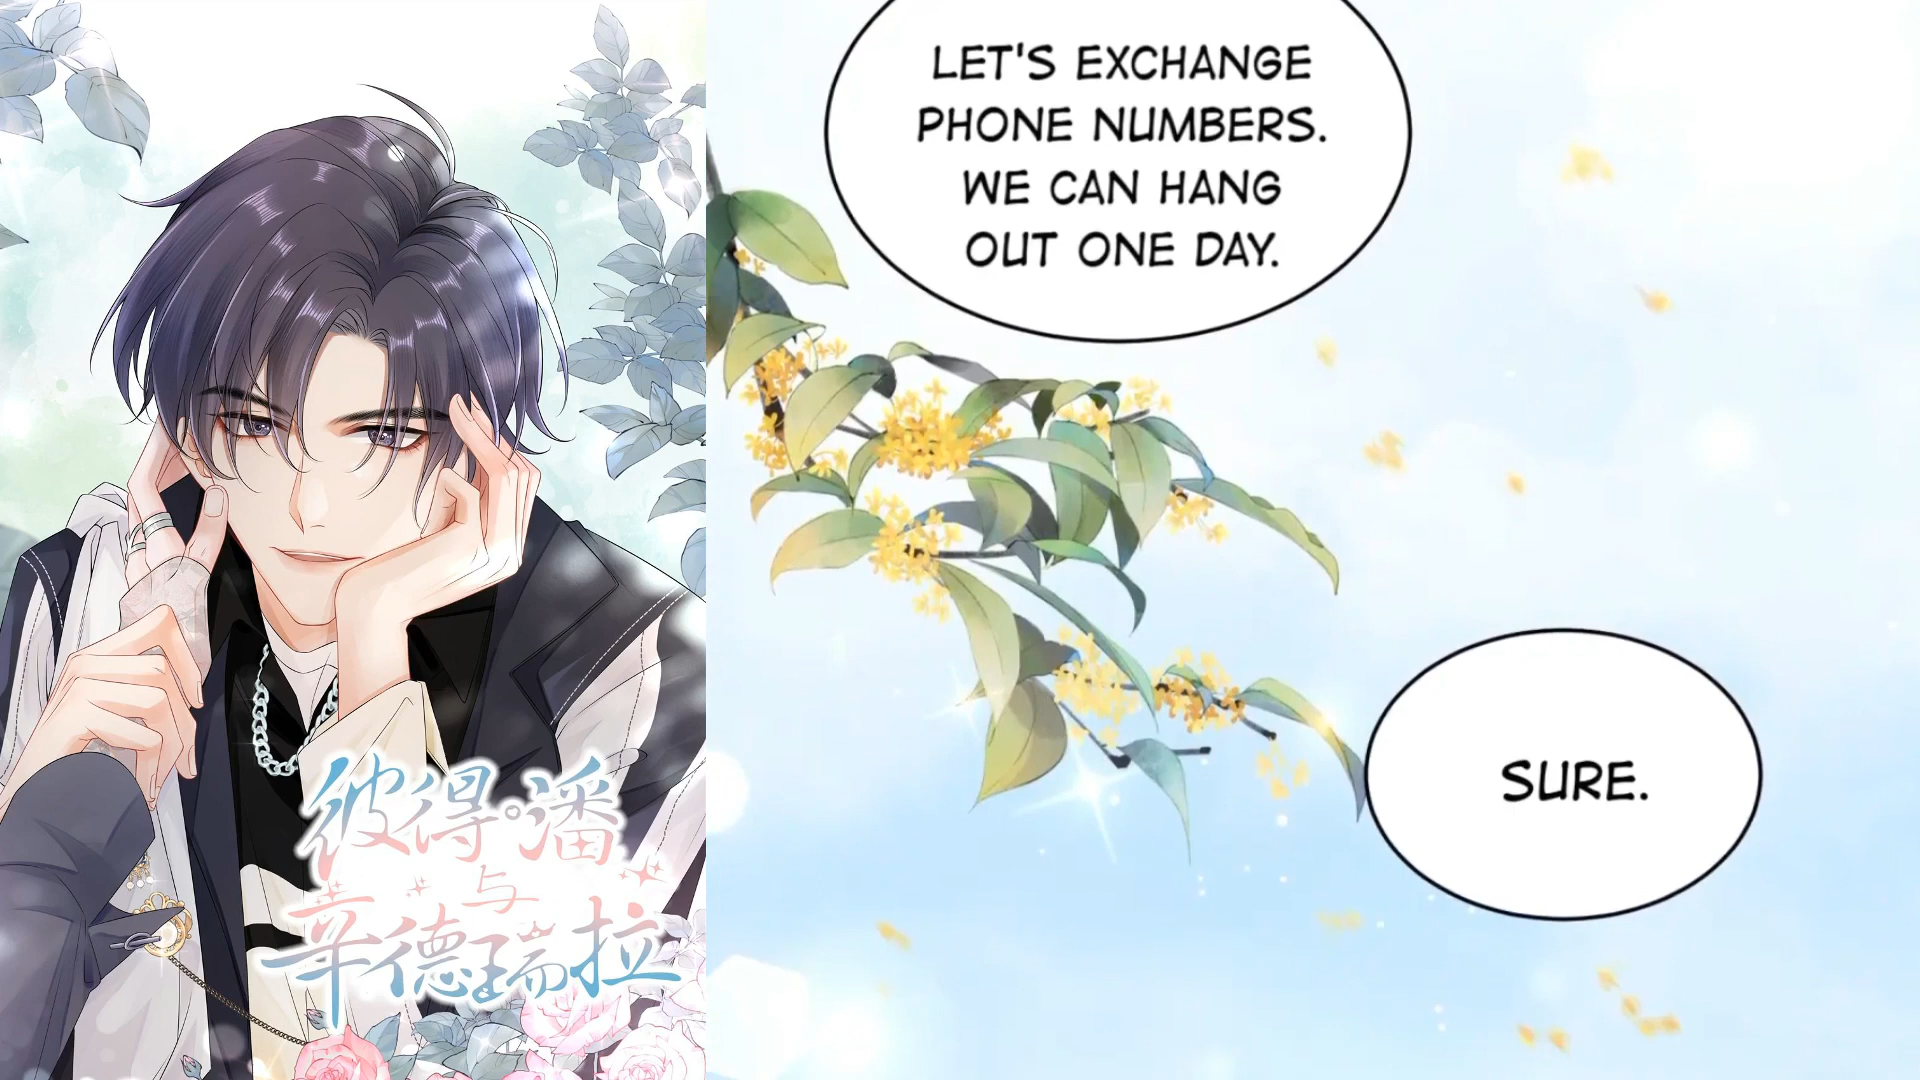 彼得·潘
与
辛德瑞拉
LET'S EXCHANGE
PHONE NUMBERS.
WE CAN HANG
OUT ONE DAY.
SURE.